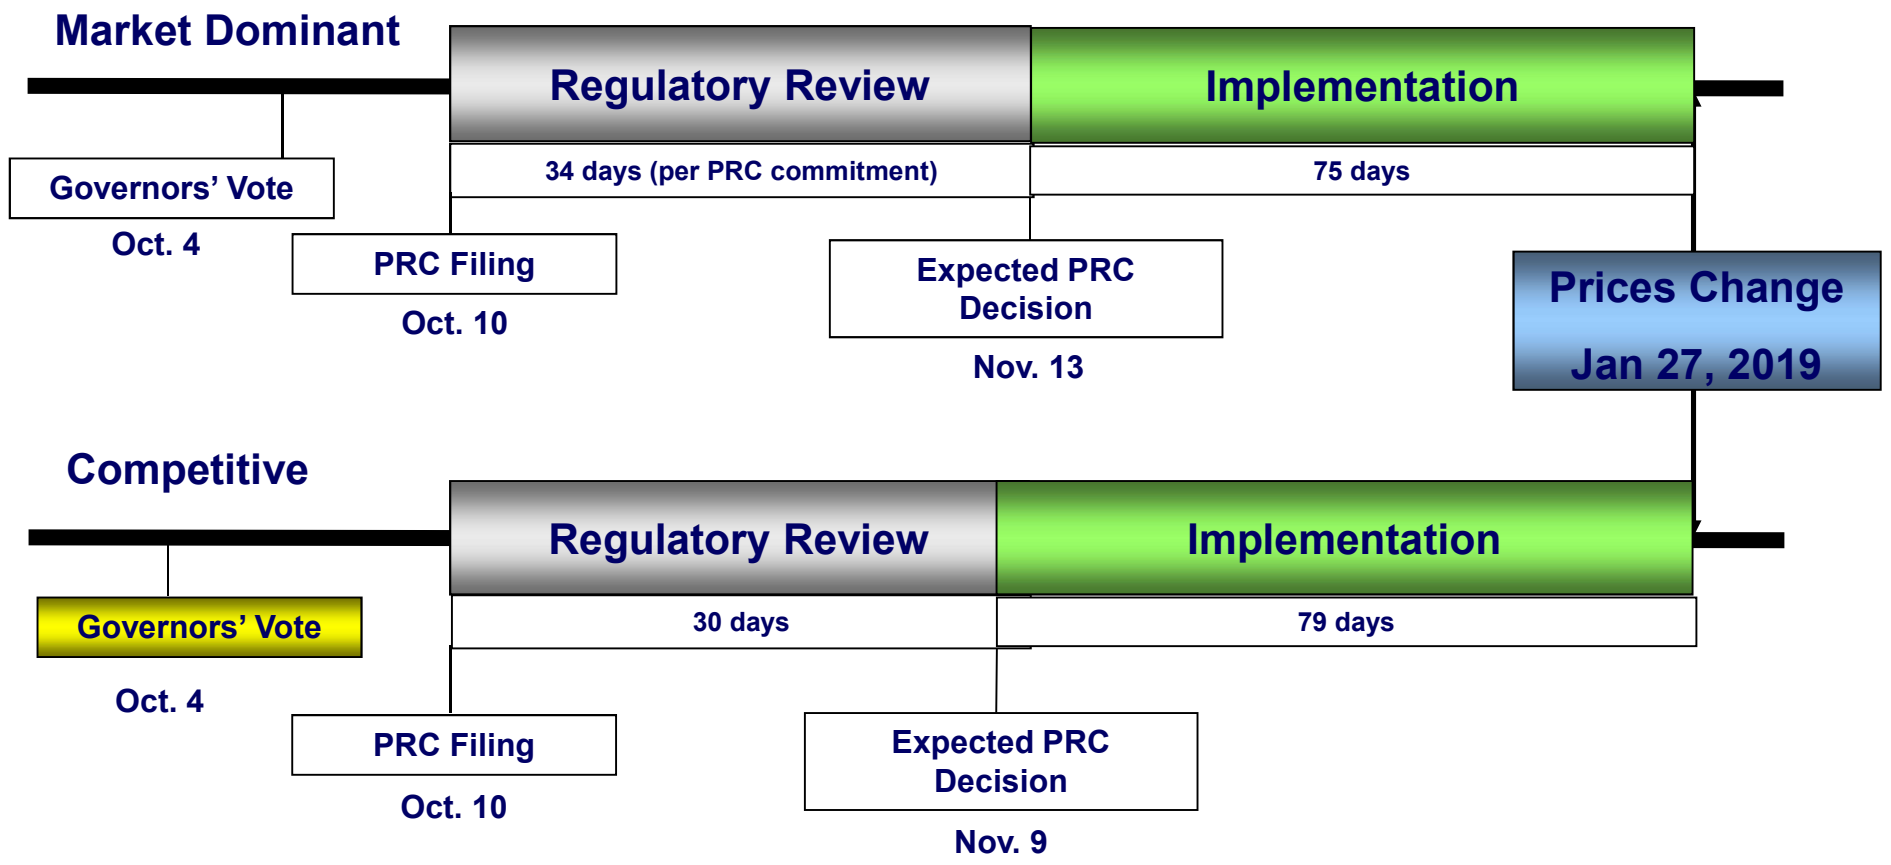 Market Dominant
Regulatory Review
Implementation
34 days (per PRC commitment)
75 days
Governors’ Vote
Oct. 4
PRC Filing
Oct. 10
Expected PRC
Decision
Nov. 13
Prices Change
Jan 27, 2019
Competitive
Regulatory Review
Implementation
30 days
79 days
Governors’ Vote
Oct. 4
PRC Filing
Oct. 10
Expected PRC
Decision
Nov. 9